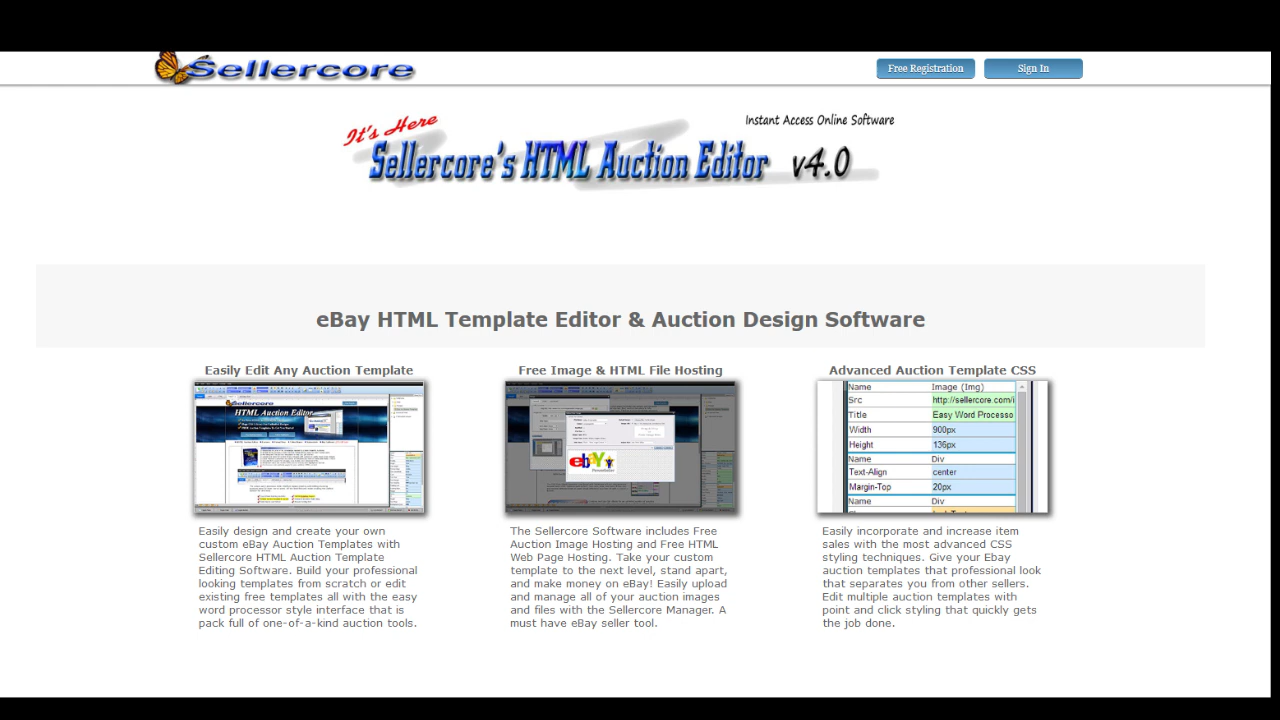 Sellercore
Free Registration
Sign In
It's Here
Instant Access Online Software
Sellercore's HTML Auction Editor v4.0
eBay HTML Template Editor & Auction Design Software
Easily Edit Any Auction Template
Sellercore
HTML Auction Editor
Easily design and create your own
custom eBay Auction Templates with
Sellercore HTML Auction Template
Editing Software. Build your professional
looking templates from scratch or edit
existing free templates all with the easy
word processor style interface that is
pack full of one-of-a-kind auction tools.
Free Image & HTML File Hosting
ebay
The Sellercore Software includes Free
Auction Image Hosting and Free HTML
Web Page Hosting. Take your custom
template to the next level, stand apart,
and make money on eBay! Easily upload
and manage all of your auction images
and files with the Sellercore Manager. A
must have eBay seller tool.
Advanced Auction Template CSS
Name Image (Img)
Src http://sellercore.com/i
Title Easy Word Processo
Width 900px
Height 136px
Name Div
Text-Align center
Margin-Top 20px
Name Div
Easily incorporate and increase item
sales with the most advanced CSS
styling techniques. Give your Ebay
auction templates that professional look
that separates you from other sellers.
Edit multiple auction templates with
point and click styling that quickly gets
the job done.